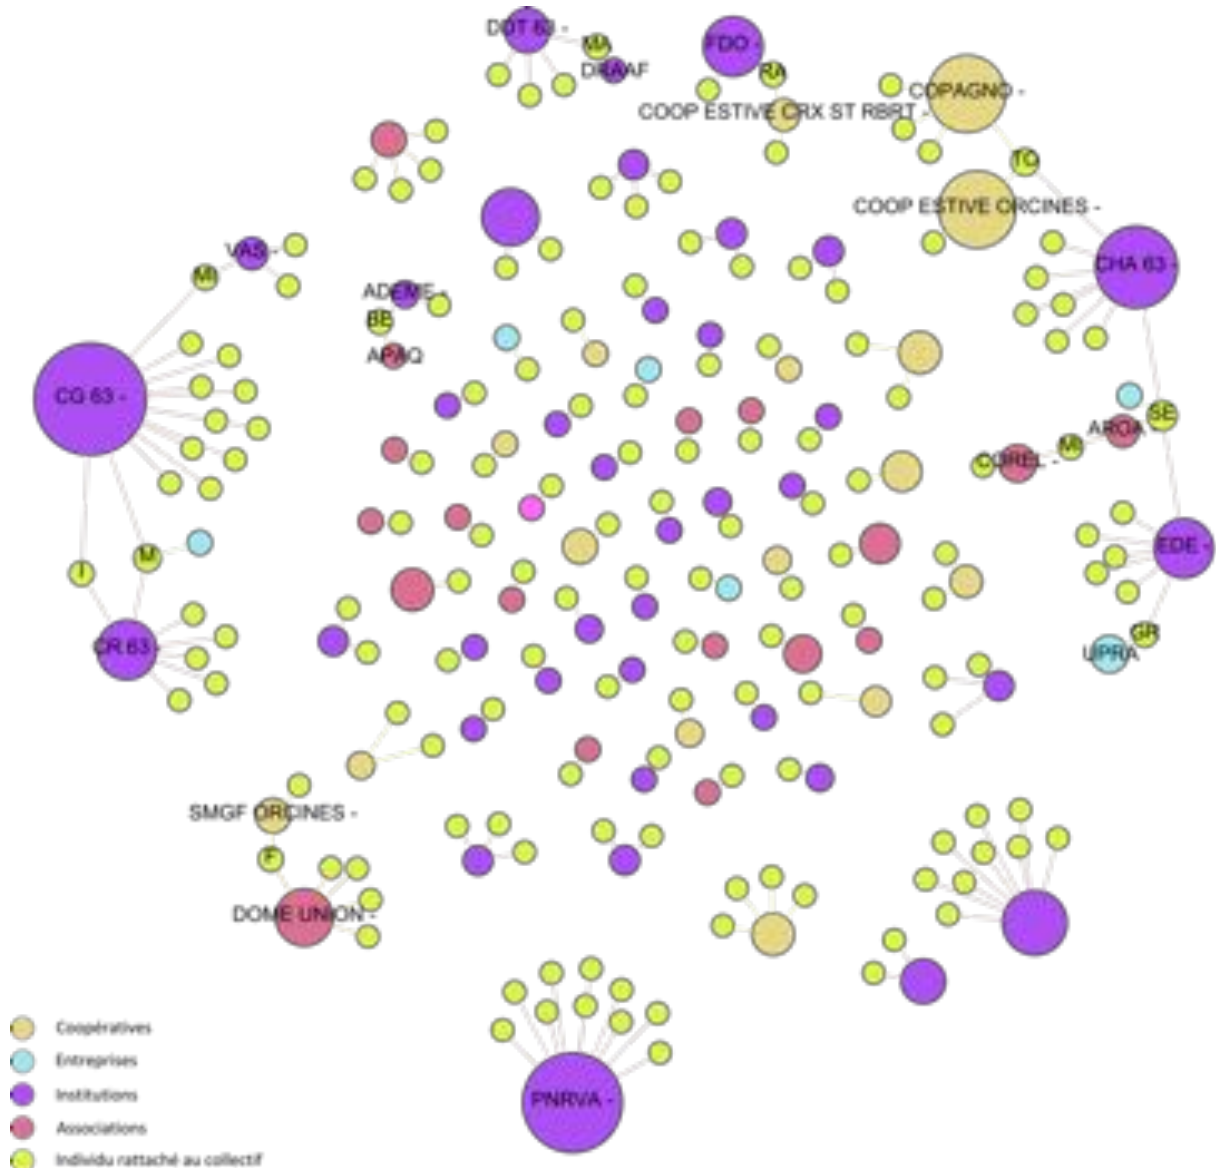 DDT 63 -
MA
DRAAF
FDO -
RA
COOP ESTIVE CRX ST RBRT -
COPAGNO -
TO
COOP ESTIVE ORCINES -
CHA 63 -
VAS -
MI
ADEME -
BE
APAQ
CG 63 -
SE
AROA -
MI
COREL -
EDE -
GR
UPRA
I
M
CR 63 -
SMGF ORCINES -
F
DOME UNION -
PNRVA -
Coopératives
Entreprises
Institutions
Associations
Individu rattaché au collectif